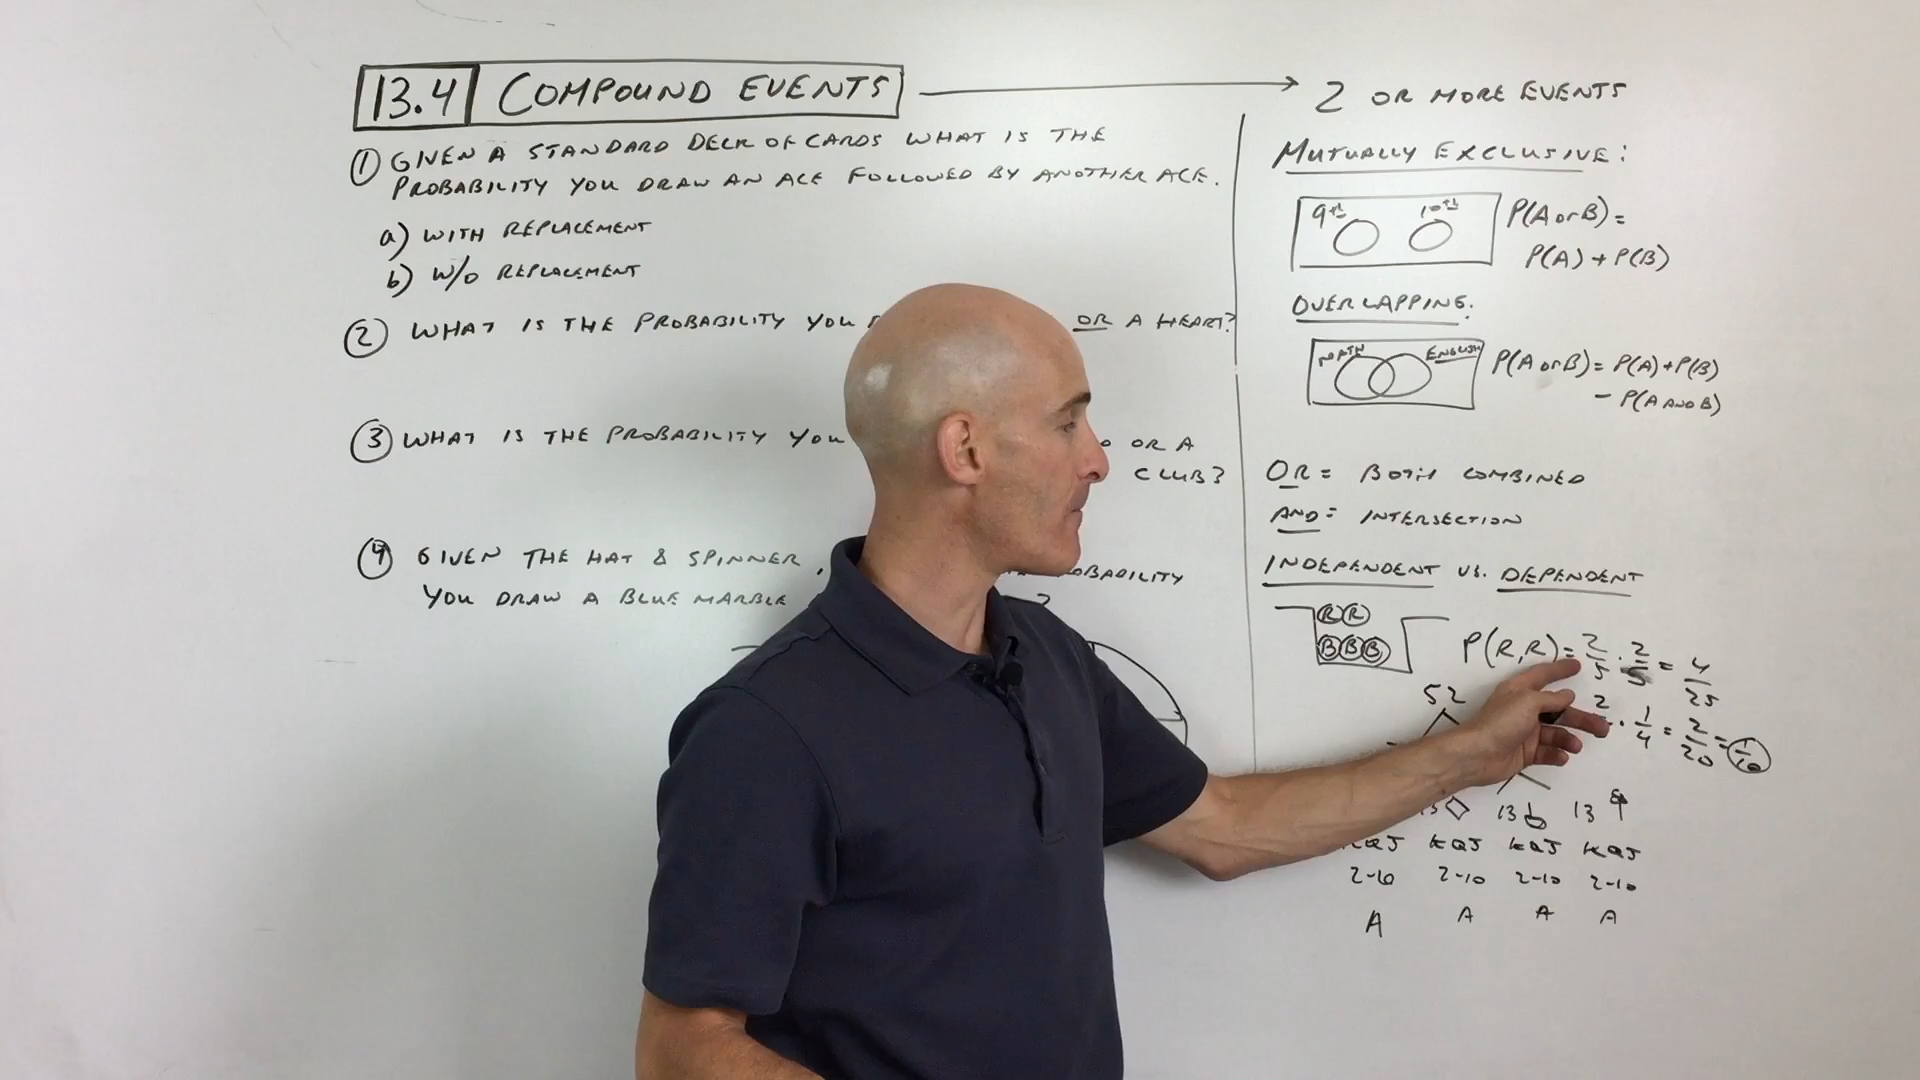 13.4 COMPOUND EVENTS
① GIVEN A STANDARD DECK OF CARDS WHAT IS THE
PROBABILITY YOU DRAW AN ACE FOLLOWED BY ANOTHER ACE.
a) WITH REPLACEMENT
b) W/O REPLACEMENT
② WHAT IS THE PROBABILITY YOU OR A HEART?
③ WHAT IS THE PROBABILITY YOU OR A
CLUB?
④ GIVEN THE HAT & SPINNER,
YOU DRAW A BLUE MARBLE ?
2 OR MORE EVENTS
MUTUALLY EXCLUSIVE:
9th 10th P(A or B) =
P(A) + P(B)
OVERLAPPING:
MATH ENGLISH P(A or B) = P(A) + P(B)
- P(A AND B)
OR = BOTH COMBINED
AND = INTERSECTION
INDEPENDENT VS. DEPENDENT
R R
B B B
P(R,R) = 2/5 · 2/5 = 4/25
2 · 1/4 = 2/20 = 1/10
52
13 13
KQJ KQJ KQJ
2-10 2-10 2-10 2-10
A A A A